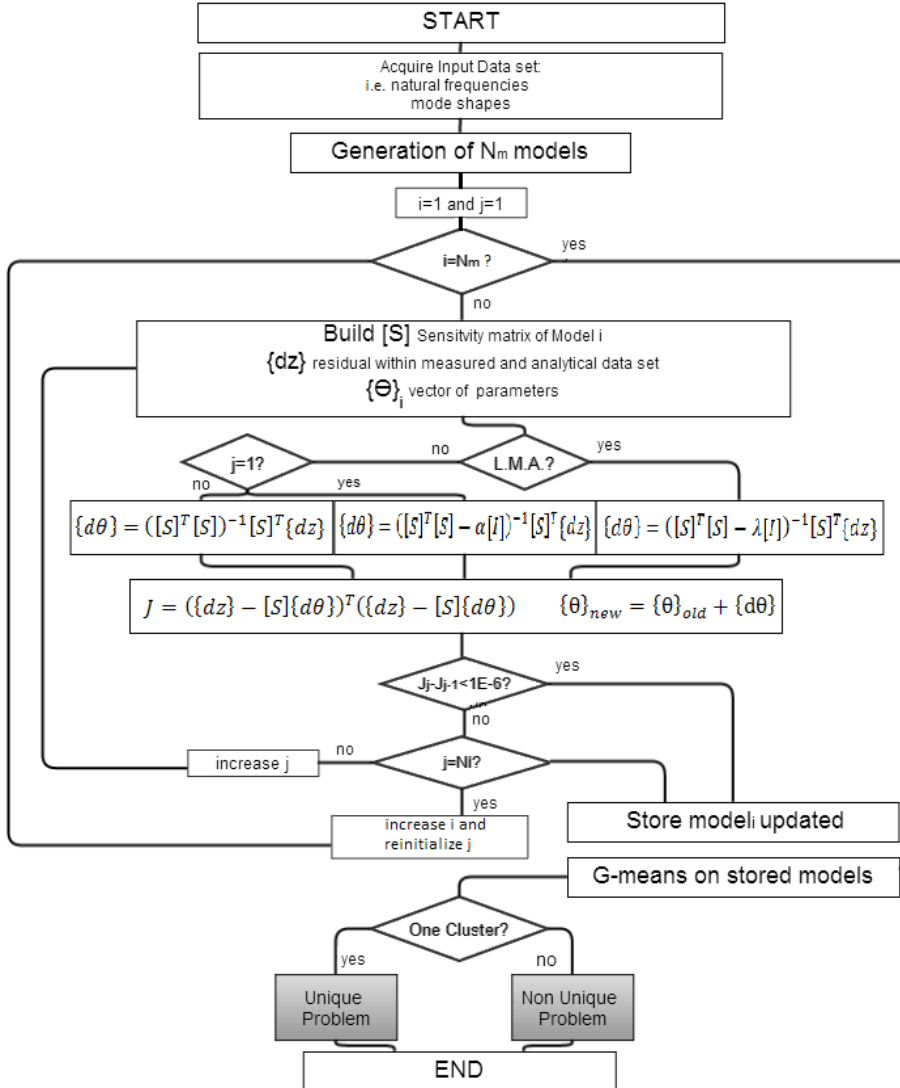 START
Acquire Input Data set:
i.e. natural frequencies
mode shapes
Generation of Nm models
i=1 and j=1
i=Nm ?
yes
no
Build [S] Sensitvity matrix of Model i
{dz} residual within measured and analytical data set
{Θ}i vector of parameters
L.M.A.?
no
yes
j=1?
no
yes
{dθ} = ([S]^T[S])^-1[S]^T{dz}
{dθ} = ([S]^T[S] − α[I])^-1[S]^T{dz}
{dθ} = ([S]^T[S] − λ[I])^-1[S]^T{dz}
J = ({dz} − [S]{dθ})^T({dz} − [S]{dθ})
{θ}new = {θ}old + {dθ}
Jj-Jj-1<1E-6?
yes
no
j=Ni?
no
yes
increase j
increase i and
reinitialize j
Store modeli updated
G-means on stored models
One Cluster?
yes
no
Unique
Problem
Non Unique
Problem
END